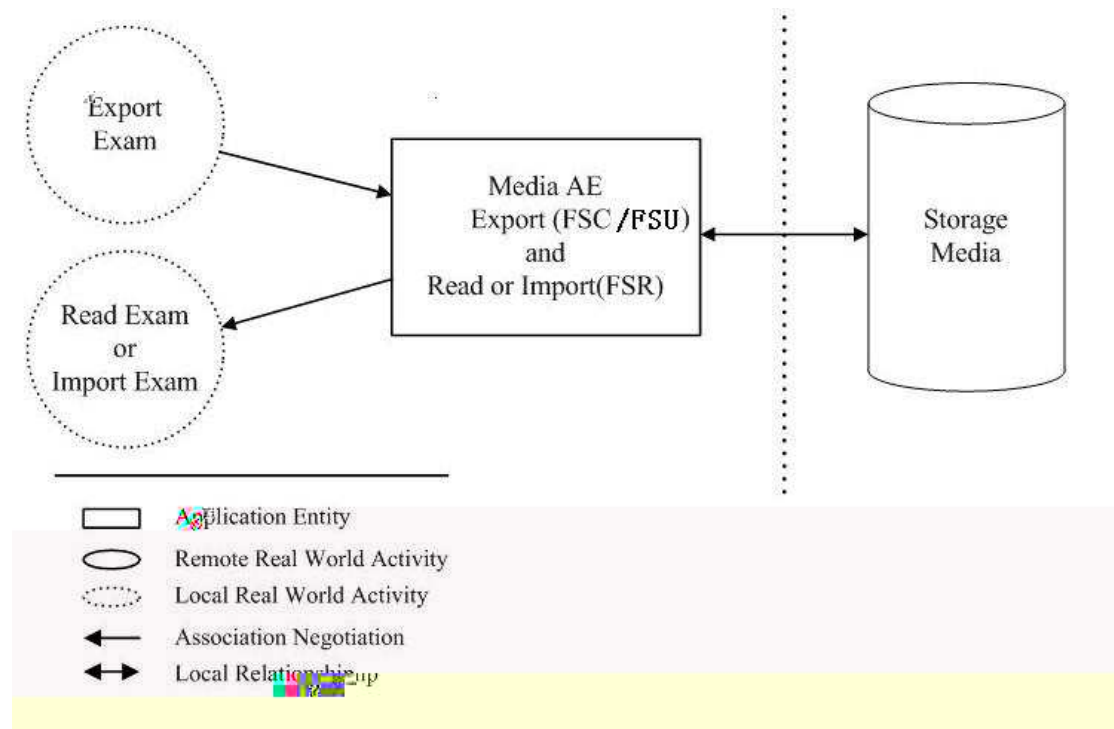 Export
Exam
Media AE
Export (FSC /FSU)
and
Read or Import(FSR)
Storage
Media
Read Exam
or
Import Exam
Application Entity
Remote Real World Activity
Local Real World Activity
Association Negotiation
Local